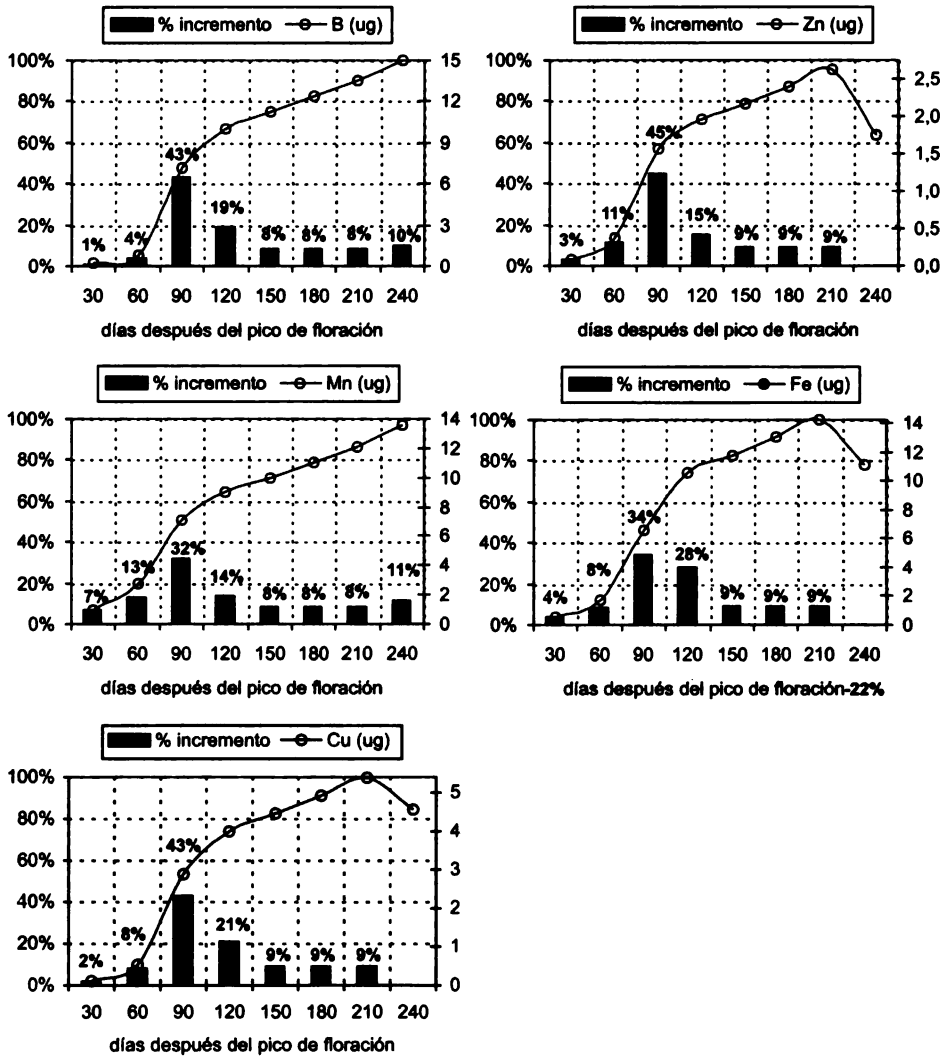 % incremento B (ug)
100% 15
80% 12
60% 9
40% 6
20% 3
0% 0
1% 4% 43% 19% 8% 8% 8% 10%
30 60 90 120 150 180 210 240
días después del pico de floración
% incremento Zn (ug)
100% 2,5
80% 2,0
60% 1,5
40% 1,0
20% 0,5
0% 0,0
3% 11% 45% 15% 9% 9% 9%
30 60 90 120 150 180 210 240
días después del pico de floración
% incremento Mn (ug)
100% 14
80% 12
60% 10
40% 8
20% 6
0% 4
2
0
7% 13% 32% 14% 8% 8% 8% 11%
30 60 90 120 150 180 210 240
días después del pico de floración
% incremento Fe (ug)
100% 14
80% 12
60% 10
40% 8
20% 6
0% 4
2
0
4% 8% 34% 28% 9% 9% 9%
30 60 90 120 150 180 210 240
días después del pico de floración-22%
% incremento Cu (ug)
100% 5
80% 4
60% 3
40% 2
20% 1
0% 0
2% 8% 43% 21% 9% 9% 9%
30 60 90 120 150 180 210 240
días después del pico de floración